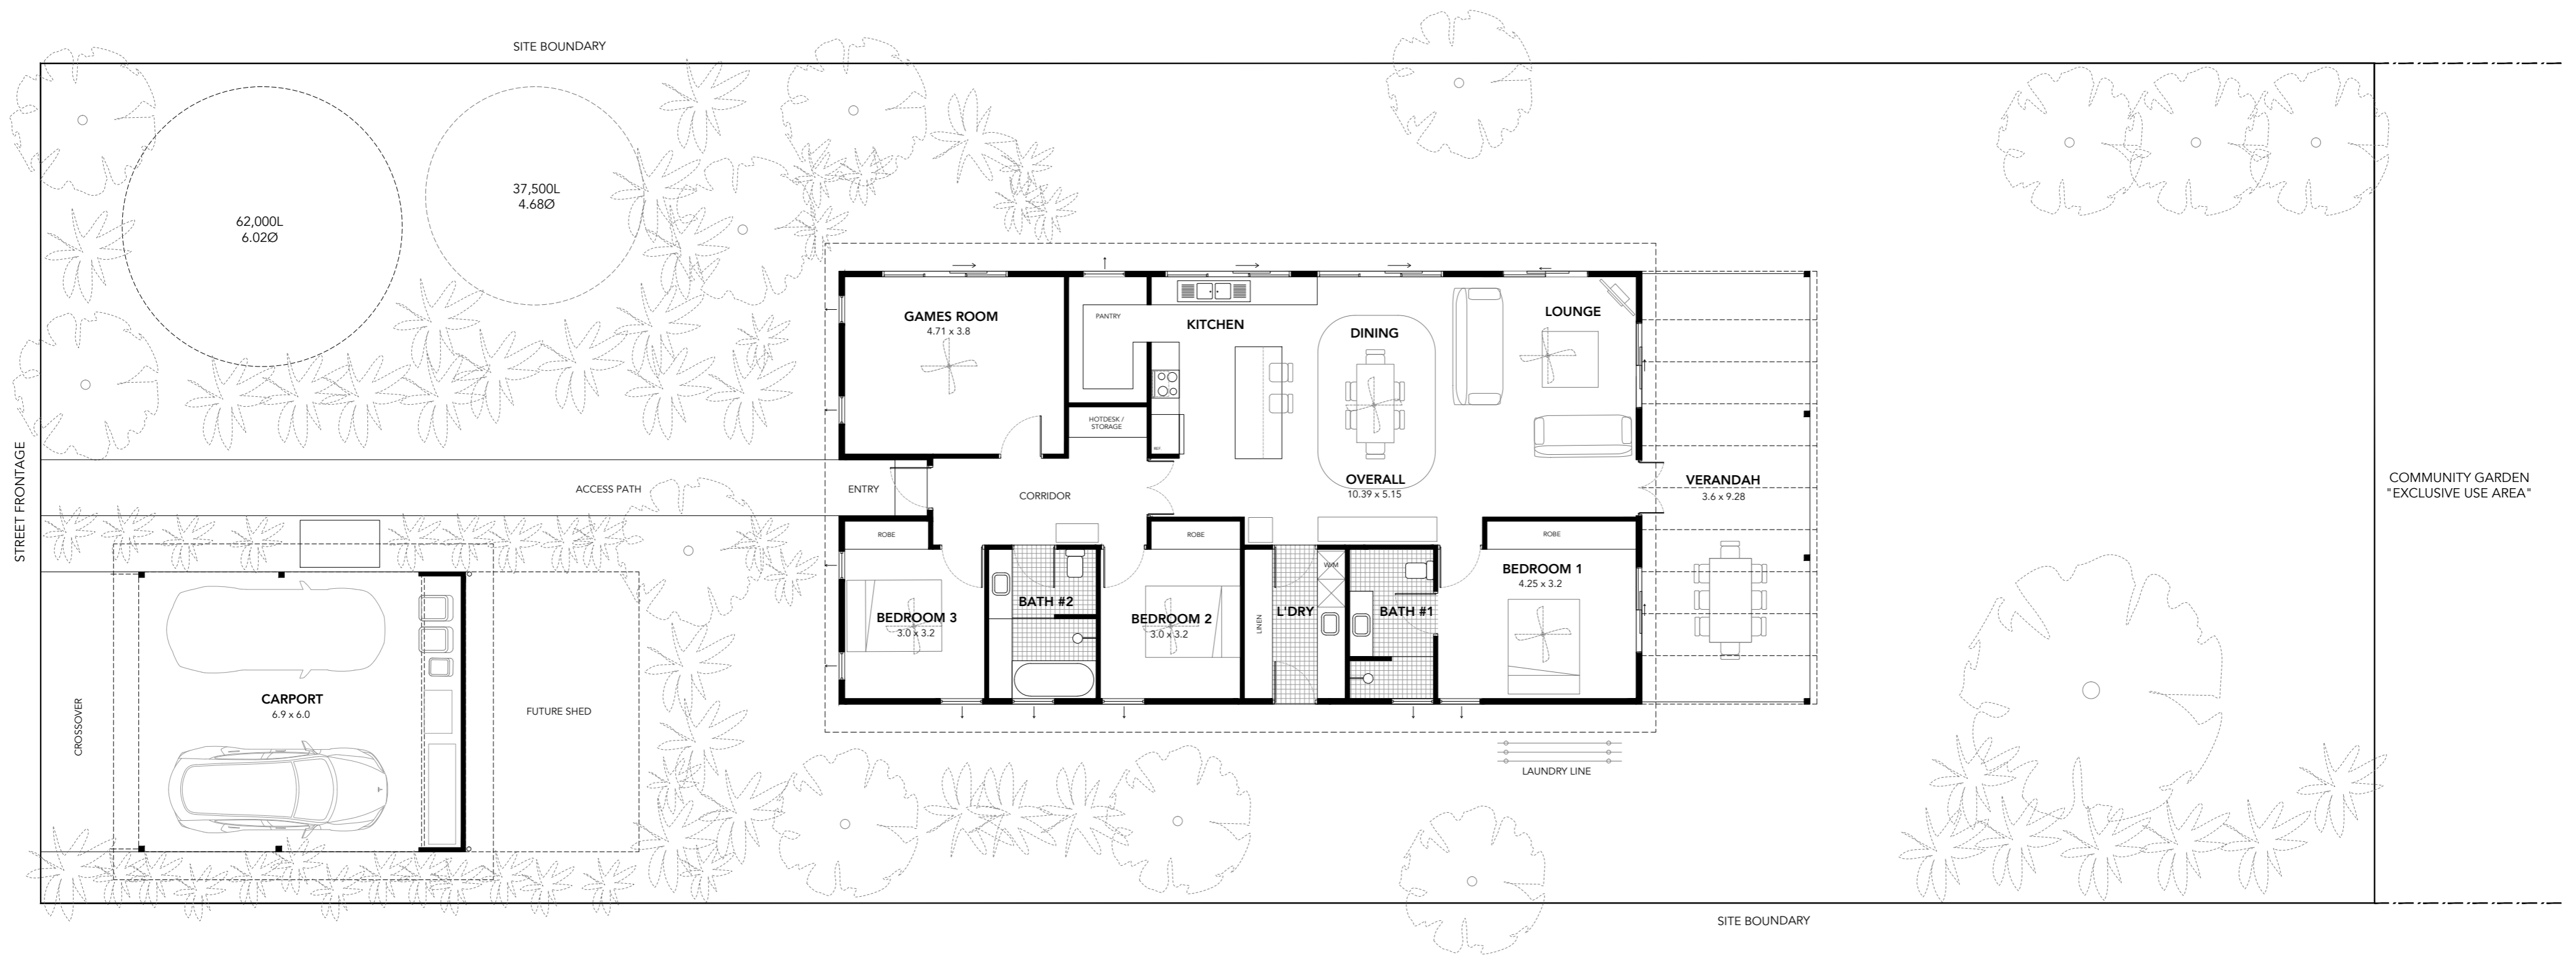 SITE BOUNDARY
62,000L
6.02Ø
37,500L
4.68Ø
GAMES ROOM
4.71 x 3.8
PANTRY
KITCHEN
DINING
LOUNGE
HOTDESK /
STORAGE
REF
STREET FRONTAGE
ACCESS PATH
ENTRY
CORRIDOR
OVERALL
10.39 x 5.15
VERANDAH
3.6 x 9.28
COMMUNITY GARDEN
"EXCLUSIVE USE AREA"
ROBE
ROBE
ROBE
W/M
BEDROOM 1
4.25 x 3.2
BATH #2
L'DRY
BATH #1
BEDROOM 3
3.0 x 3.2
BEDROOM 2
3.0 x 3.2
LINEN
CROSSOVER
CARPORT
6.9 x 6.0
FUTURE SHED
LAUNDRY LINE
SITE BOUNDARY